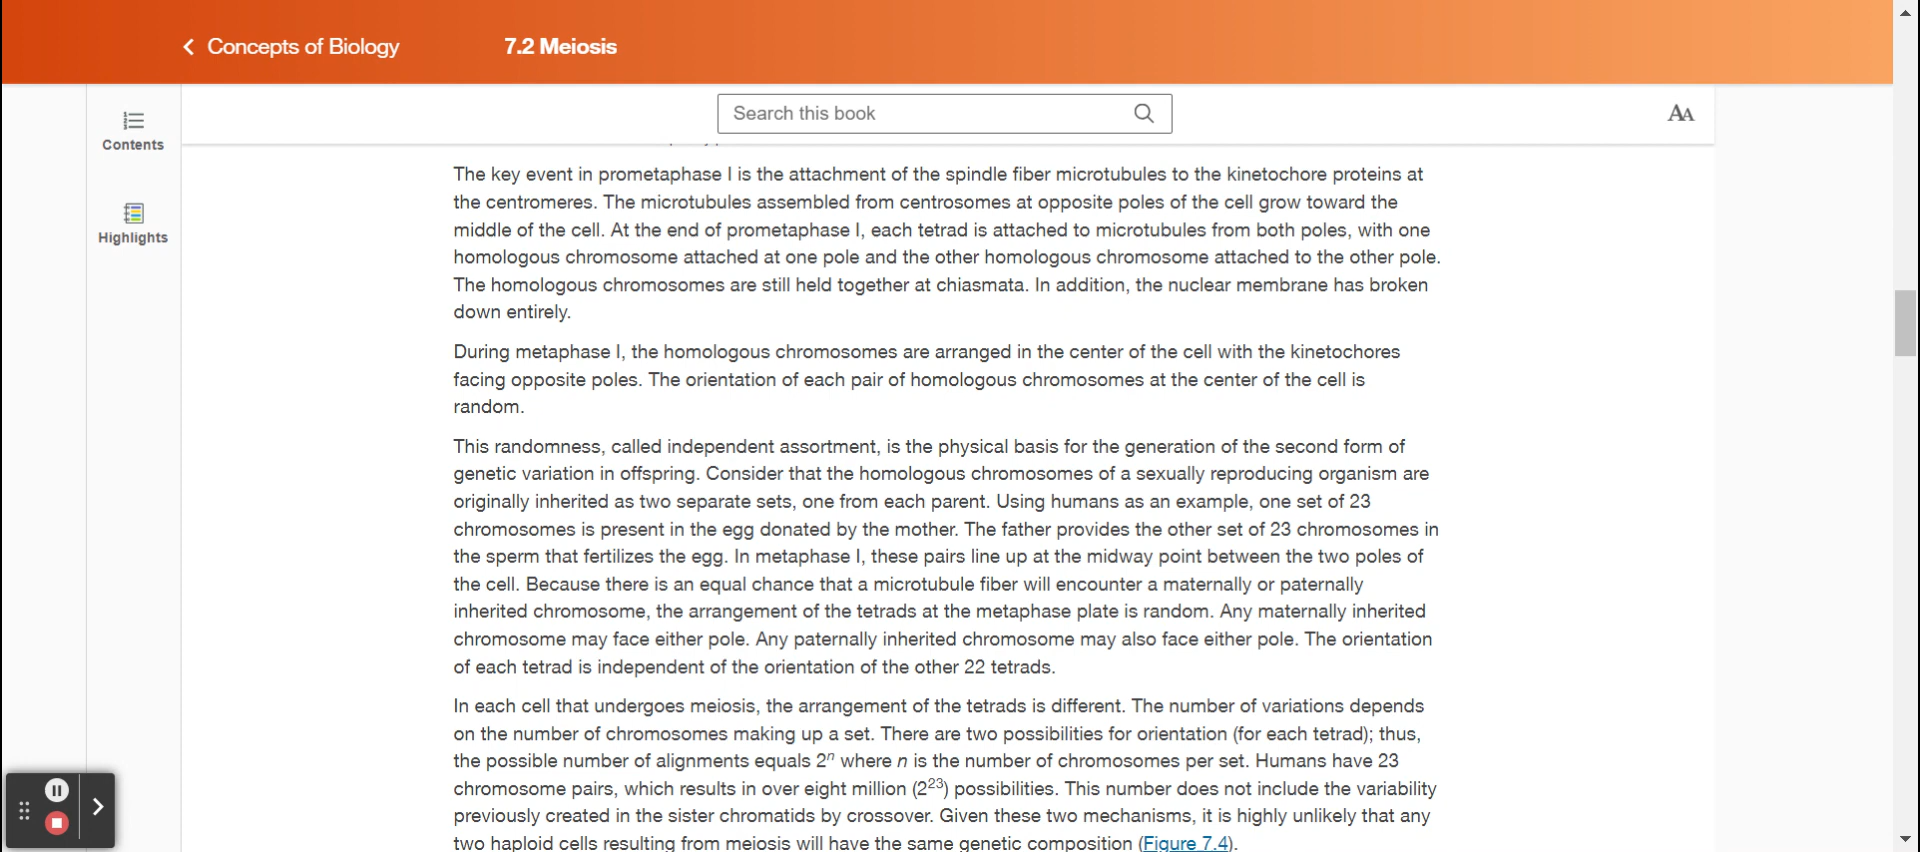 Concepts of Biology
7.2 Meiosis
Search this book
AA
Contents
Highlights
The key event in prometaphase I is the attachment of the spindle fiber microtubules to the kinetochore proteins at
the centromeres. The microtubules assembled from centrosomes at opposite poles of the cell grow toward the
middle of the cell. At the end of prometaphase I, each tetrad is attached to microtubules from both poles, with one
homologous chromosome attached at one pole and the other homologous chromosome attached to the other pole.
The homologous chromosomes are still held together at chiasmata. In addition, the nuclear membrane has broken
down entirely.
During metaphase I, the homologous chromosomes are arranged in the center of the cell with the kinetochores
facing opposite poles. The orientation of each pair of homologous chromosomes at the center of the cell is
random.
This randomness, called independent assortment, is the physical basis for the generation of the second form of
genetic variation in offspring. Consider that the homologous chromosomes of a sexually reproducing organism are
originally inherited as two separate sets, one from each parent. Using humans as an example, one set of 23
chromosomes is present in the egg donated by the mother. The father provides the other set of 23 chromosomes in
the sperm that fertilizes the egg. In metaphase I, these pairs line up at the midway point between the two poles of
the cell. Because there is an equal chance that a microtubule fiber will encounter a maternally or paternally
inherited chromosome, the arrangement of the tetrads at the metaphase plate is random. Any maternally inherited
chromosome may face either pole. Any paternally inherited chromosome may also face either pole. The orientation
of each tetrad is independent of the orientation of the other 22 tetrads.
In each cell that undergoes meiosis, the arrangement of the tetrads is different. The number of variations depends
on the number of chromosomes making up a set. There are two possibilities for orientation (for each tetrad); thus,
the possible number of alignments equals 2ⁿ where n is the number of chromosomes per set. Humans have 23
chromosome pairs, which results in over eight million (2²³) possibilities. This number does not include the variability
previously created in the sister chromatids by crossover. Given these two mechanisms, it is highly unlikely that any
two haploid cells resulting from meiosis will have the same genetic composition (Figure 7.4).